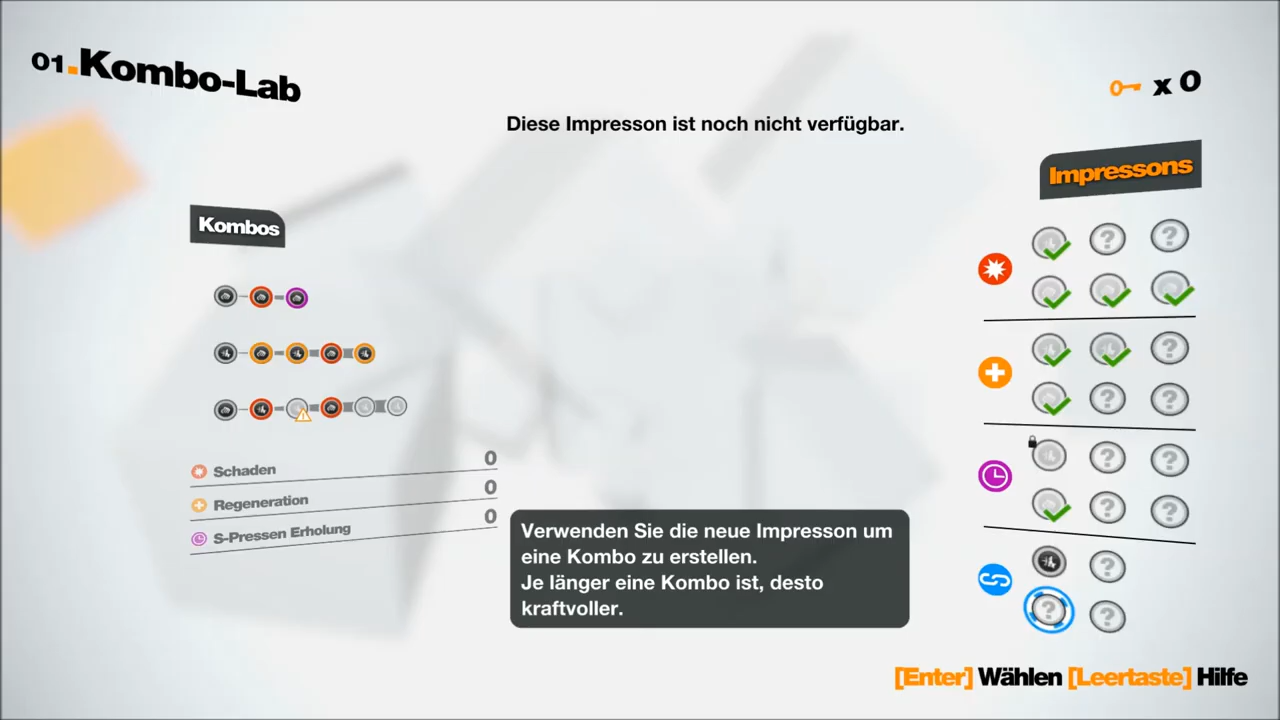 01.Kombo-Lab
x 0
Diese Impresson ist noch nicht verfügbar.
Impressons
Kombos
Schaden 0
Regeneration 0
S-Pressen Erholung 0
Verwenden Sie die neue Impresson um
eine Kombo zu erstellen.
Je länger eine Kombo ist, desto
kraftvoller.
[Enter] Wählen [Leertaste] Hilfe